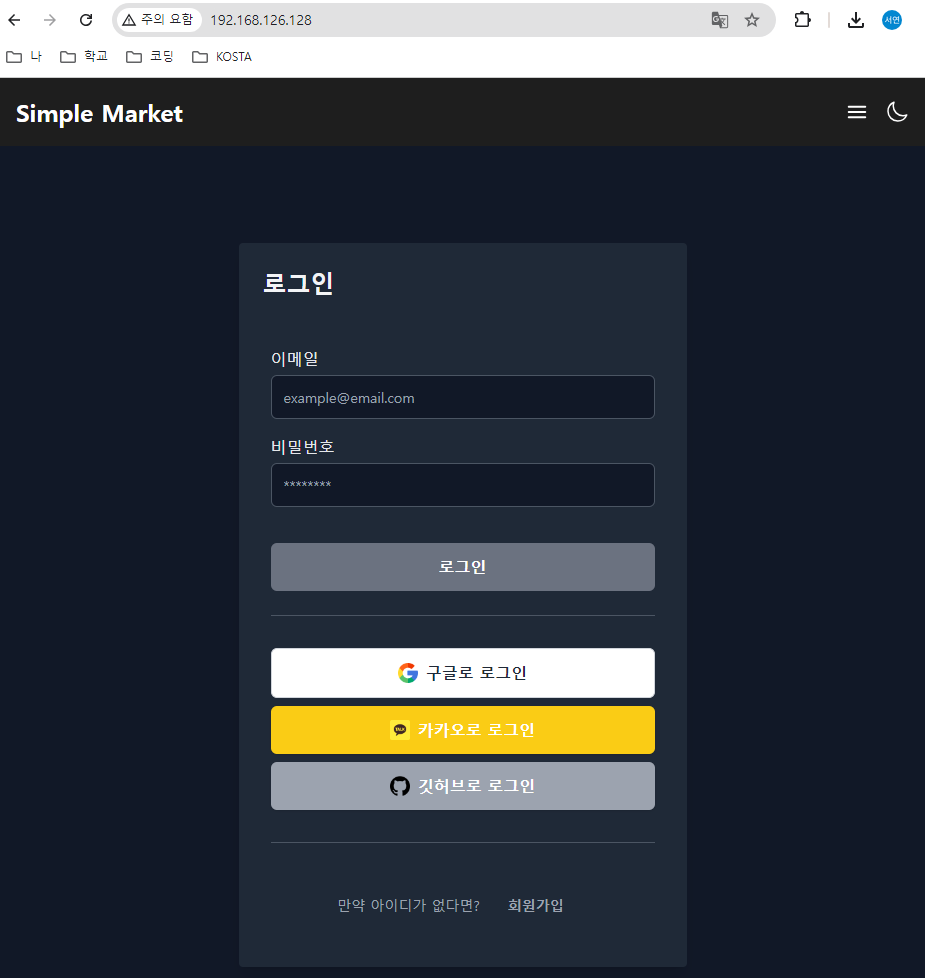 주의 요함 192.168.126.128 서연
나 학교 코딩 KOSTA
Simple Market
로그인
이메일
example@email.com
비밀번호
********
로그인
구글로 로그인
TALK 카카오로 로그인
깃허브로 로그인
만약 아이디가 없다면? 회원가입